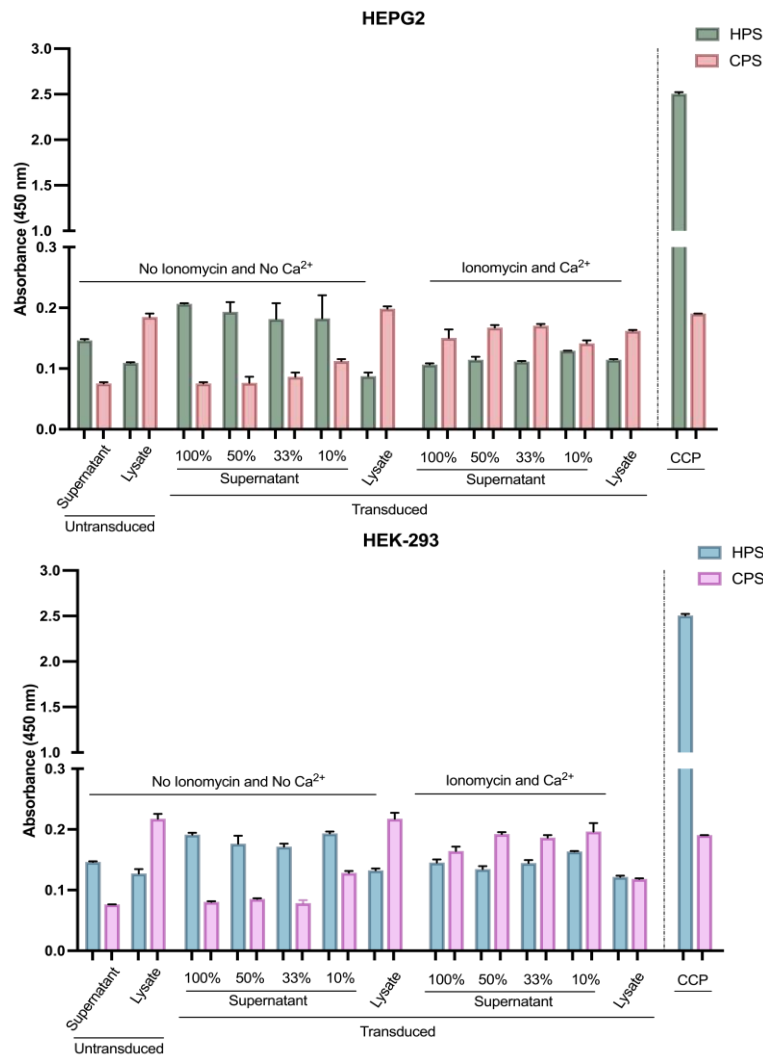 HEPG2
HPS
CPS
Absorbance (450 nm)
3.0
2.5
2.0
1.5
1.0
0.3
0.2
0.1
0.0
No Ionomycin and No Ca2+
Ionomycin and Ca2+
Supernatant
Lysate
100% 50% 33% 10%
Lysate
100% 50% 33% 10%
Lysate
CCP
Supernatant
Supernatant
Untransduced
Transduced
HEK-293
HPS
CPS
Absorbance (450 nm)
3.0
2.5
2.0
1.5
1.0
0.3
0.2
0.1
0.0
No Ionomycin and No Ca2+
Ionomycin and Ca2+
Supernatant
Lysate
100% 50% 33% 10%
Lysate
100% 50% 33% 10%
Lysate
CCP
Supernatant
Supernatant
Untransduced
Transduced